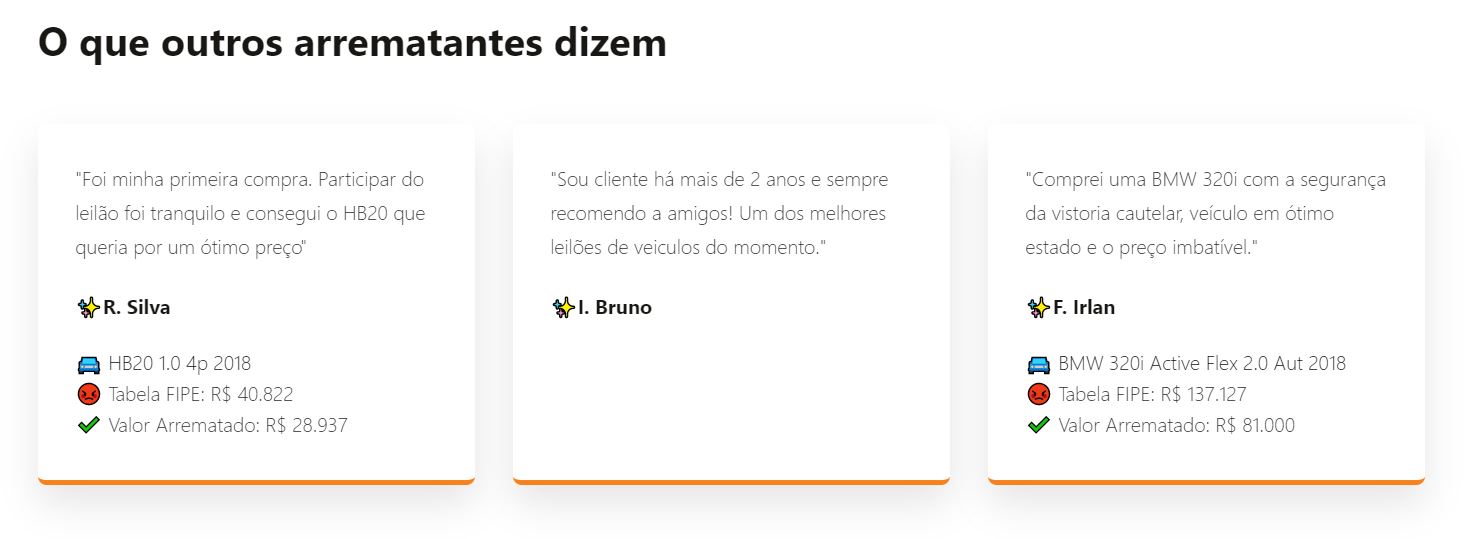 O que outros arrematantes dizem
"Foi minha primeira compra. Participar do
leilão foi tranquilo e consegui o HB20 que
queria por um ótimo preço"
R. Silva
HB20 1.0 4p 2018
Tabela FIPE: R$ 40.822
Valor Arrematado: R$ 28.937
"Sou cliente há mais de 2 anos e sempre
recomendo a amigos! Um dos melhores
leilões de veiculos do momento."
I. Bruno
"Comprei uma BMW 320i com a segurança
da vistoria cautelar, veículo em ótimo
estado e o preço imbatível."
F. Irlan
BMW 320i Active Flex 2.0 Aut 2018
Tabela FIPE: R$ 137.127
Valor Arrematado: R$ 81.000